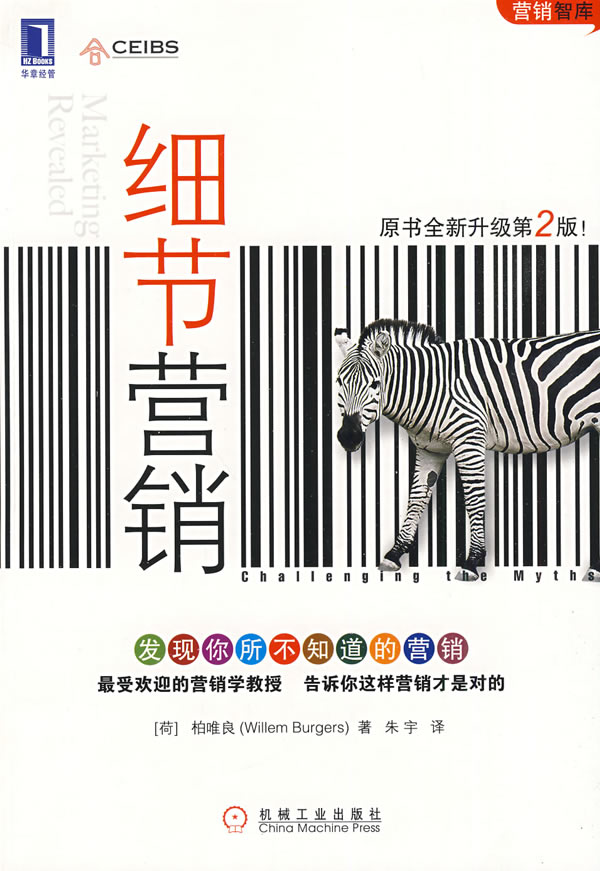 营销智库
HZ Books
华章经管
CEIBS
Marketing
Revealed
细节营销
原书全新升级第2版!
Challenging the Myths
发现你所不知道的营销
最受欢迎的营销学教授 告诉你这样营销才是对的
[荷] 柏唯良 (Willem Burgers) 著 朱宇 译
机械工业出版社
China Machine Press